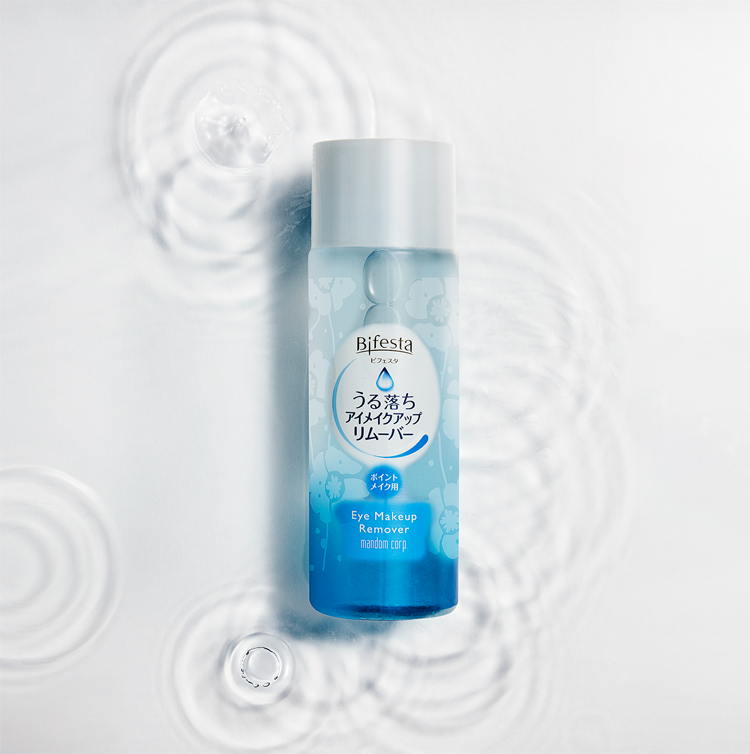 Bifesta
ビフェスタ
うる落ち
アイメイクアップ
リムーバー
ポイント
メイク用
Eye Makeup
Remover
mandom corp.